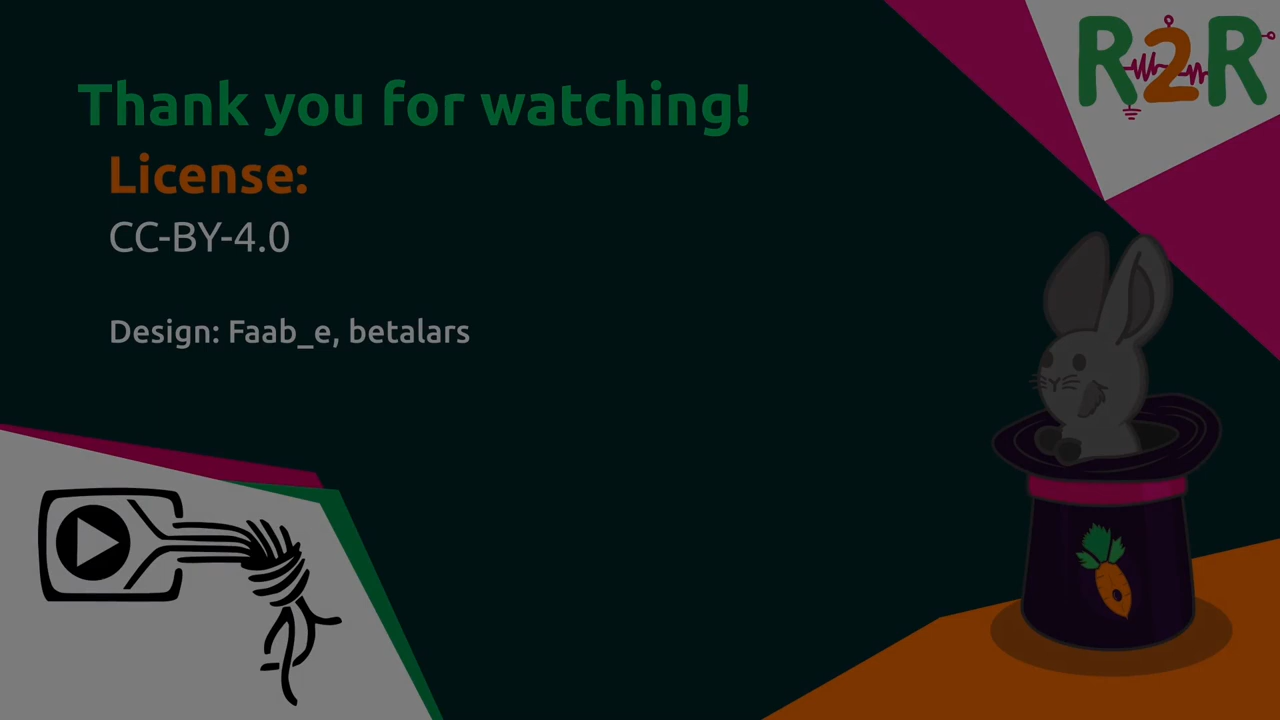 R2R
Thank you for watching!
License:
CC-BY-4.0
Design: Faab_e, betalars